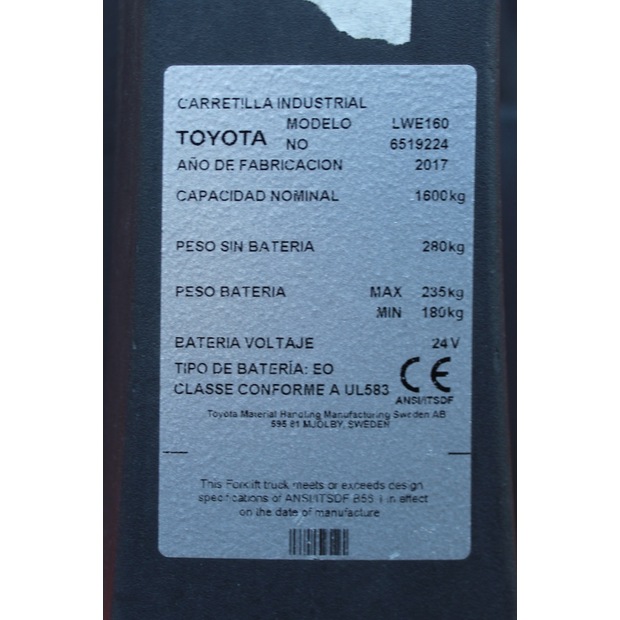 CARRETILLA INDUSTRIAL
TOYOTA MODELO LWE160
NO 6519224
AÑO DE FABRICACION 2017
CAPACIDAD NOMINAL 1600kg
PESO SIN BATERIA 280kg
PESO BATERIA MAX 235kg
MIN 180kg
BATERIA VOLTAJE 24V
TIPO DE BATERÍA: EO
CLASSE CONFORME A UL583
CE
ANSI/ITSDF
Toyota Material Handling Manufacturing Sweden AB
595 81 MJOLBY, SWEDEN
This Forklift truck meets or exceeds design
specifications of ANSI/ITSDF B56.1 in effect
on the date of manufacture